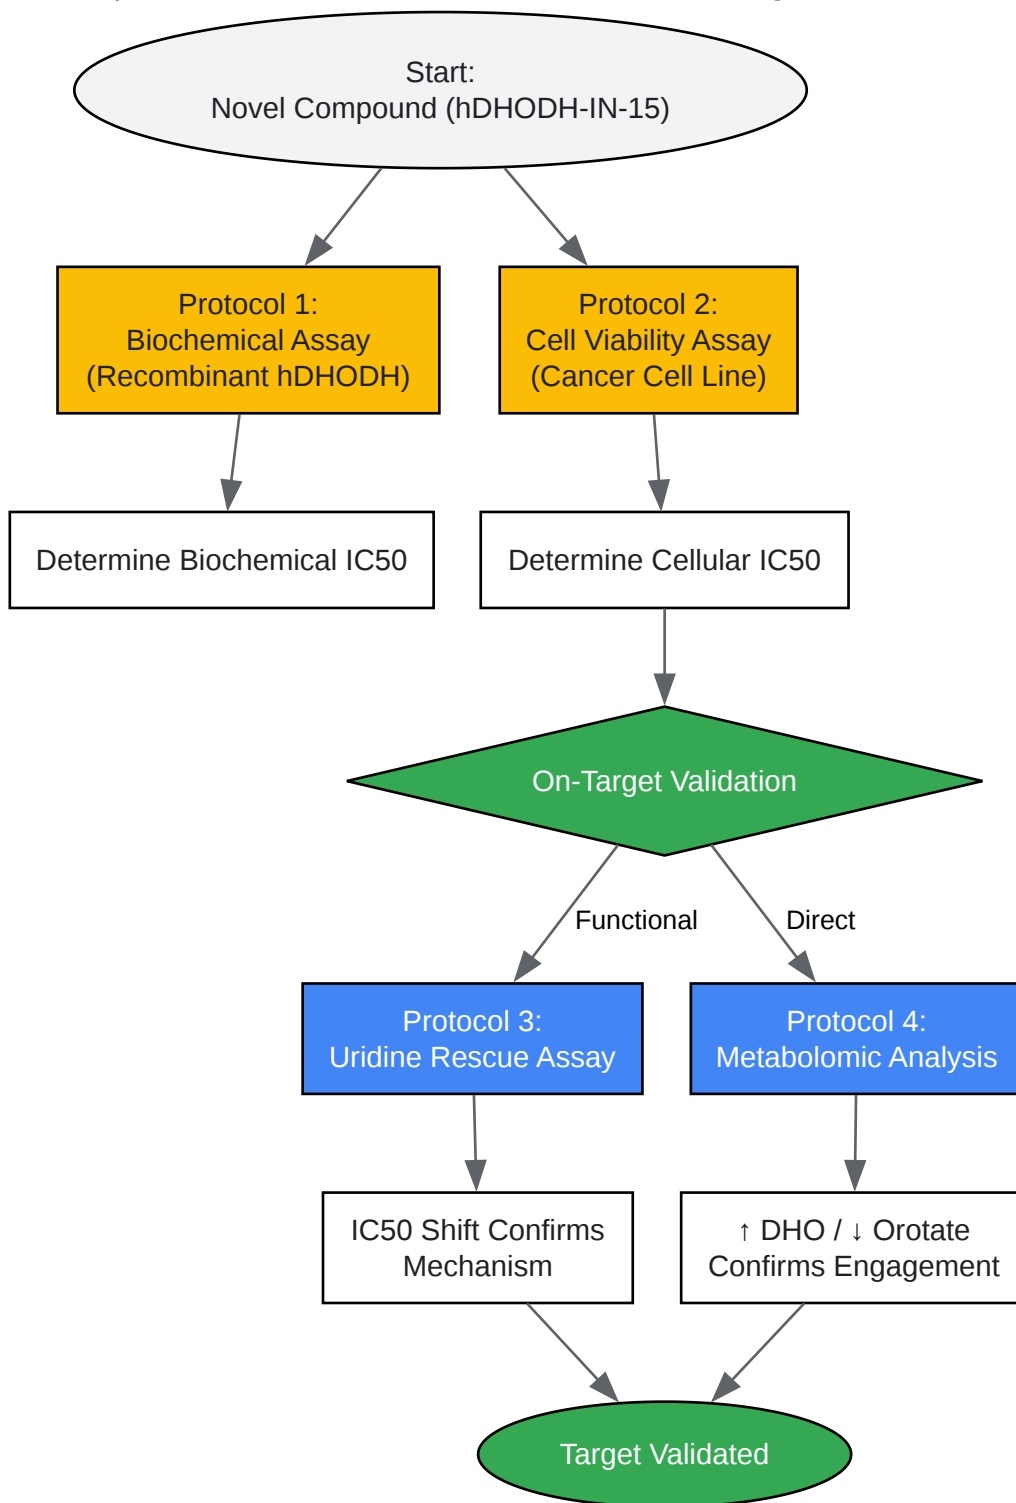 Start:
Novel Compound (hDHODH-IN-15)
Protocol 1:
Biochemical Assay
(Recombinant hDHODH)
Protocol 2:
Cell Viability Assay
(Cancer Cell Line)
Determine Biochemical IC50
Determine Cellular IC50
On-Target Validation
Functional
Direct
Protocol 3:
Uridine Rescue Assay
Protocol 4:
Metabolomic Analysis
IC50 Shift Confirms
Mechanism
↑ DHO / ↓ Orotate
Confirms Engagement
Target Validated